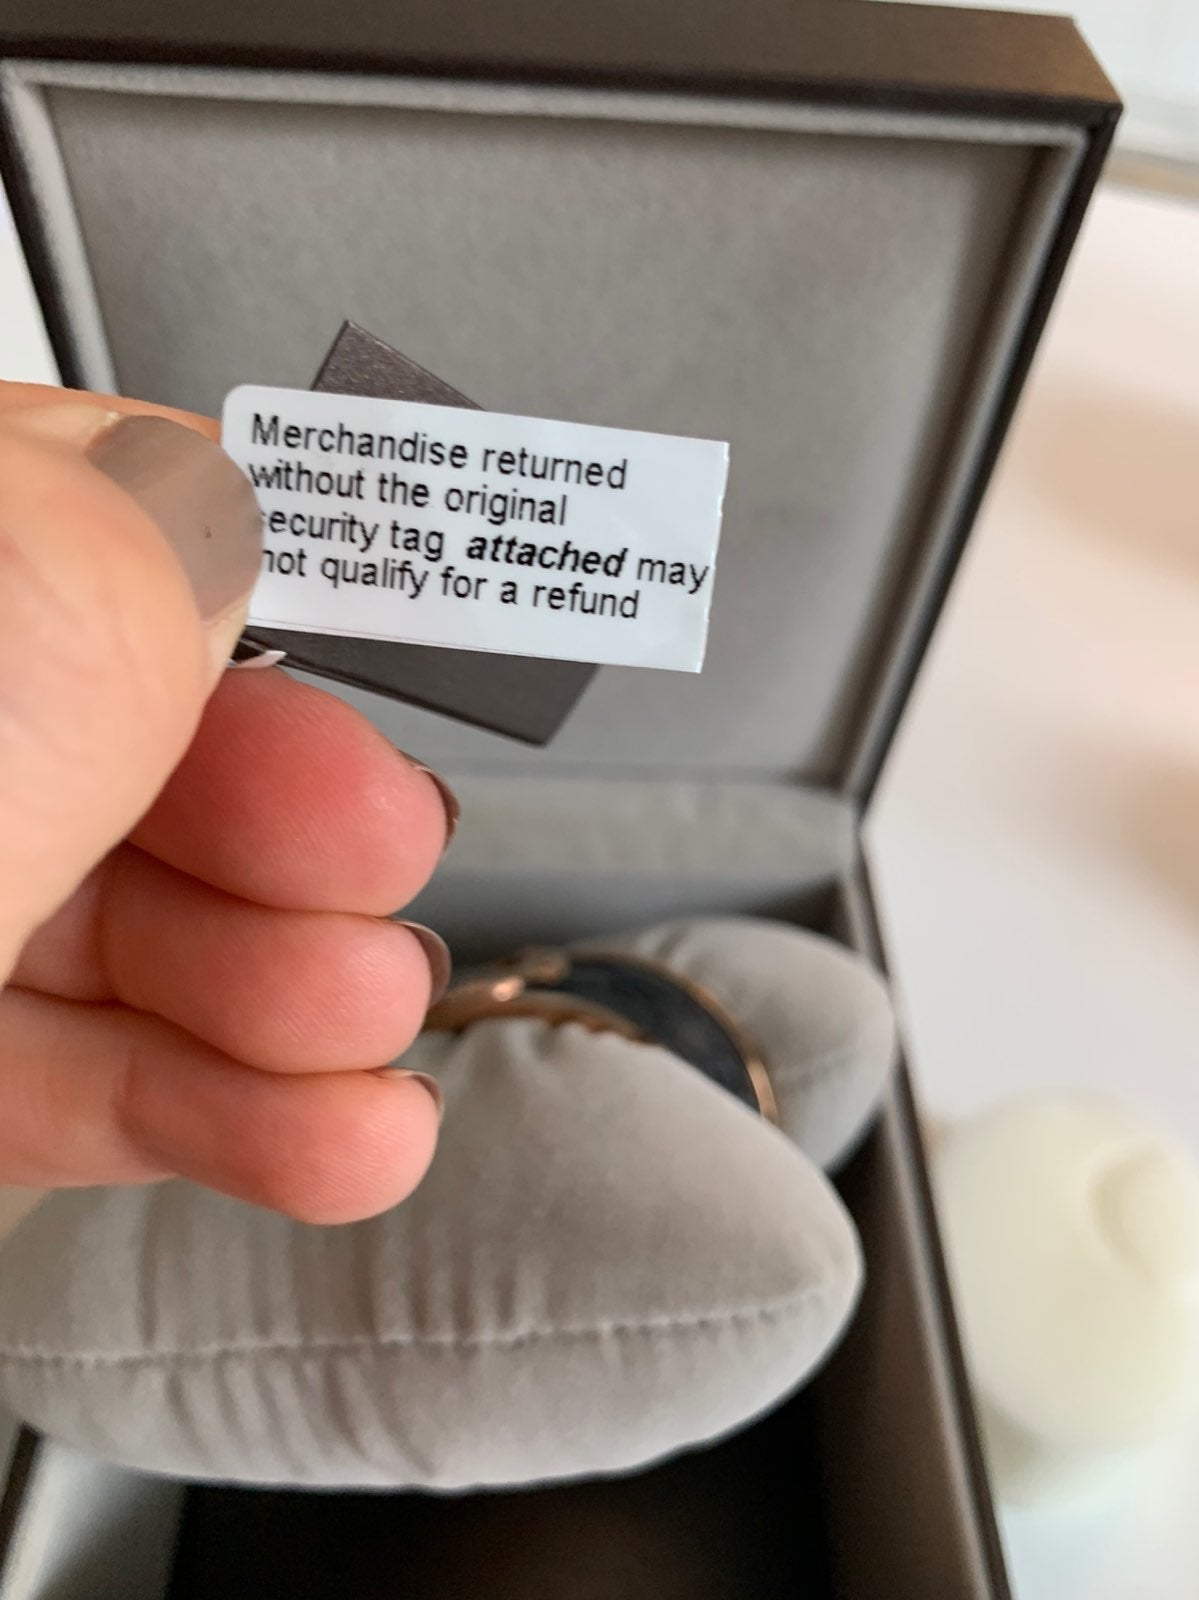 Merchandise returned
without the original
security tag attached may
not qualify for a refund